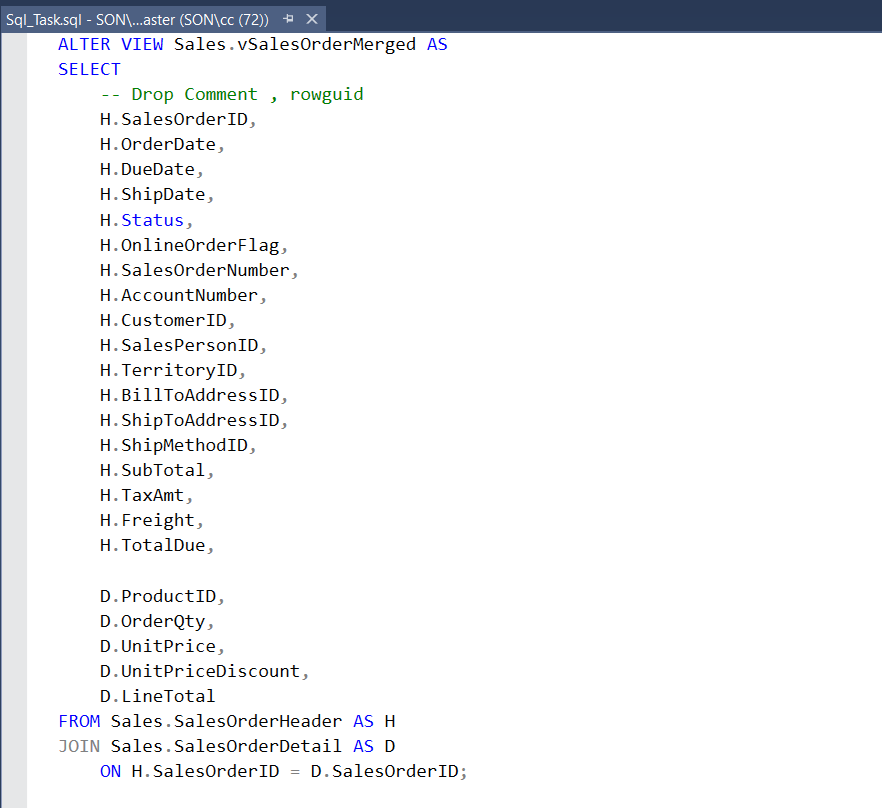 Sql_Task.sql - SON\...aster (SON\cc (72))
ALTER VIEW Sales.vSalesOrderMerged AS
SELECT
-- Drop Comment , rowguid
H.SalesOrderID,
H.OrderDate,
H.DueDate,
H.ShipDate,
H.Status,
H.OnlineOrderFlag,
H.SalesOrderNumber,
H.AccountNumber,
H.CustomerID,
H.SalesPersonID,
H.TerritoryID,
H.BillToAddressID,
H.ShipToAddressID,
H.ShipMethodID,
H.SubTotal,
H.TaxAmt,
H.Freight,
H.TotalDue,
D.ProductID,
D.OrderQty,
D.UnitPrice,
D.UnitPriceDiscount,
D.LineTotal
FROM Sales.SalesOrderHeader AS H
JOIN Sales.SalesOrderDetail AS D
ON H.SalesOrderID = D.SalesOrderID;